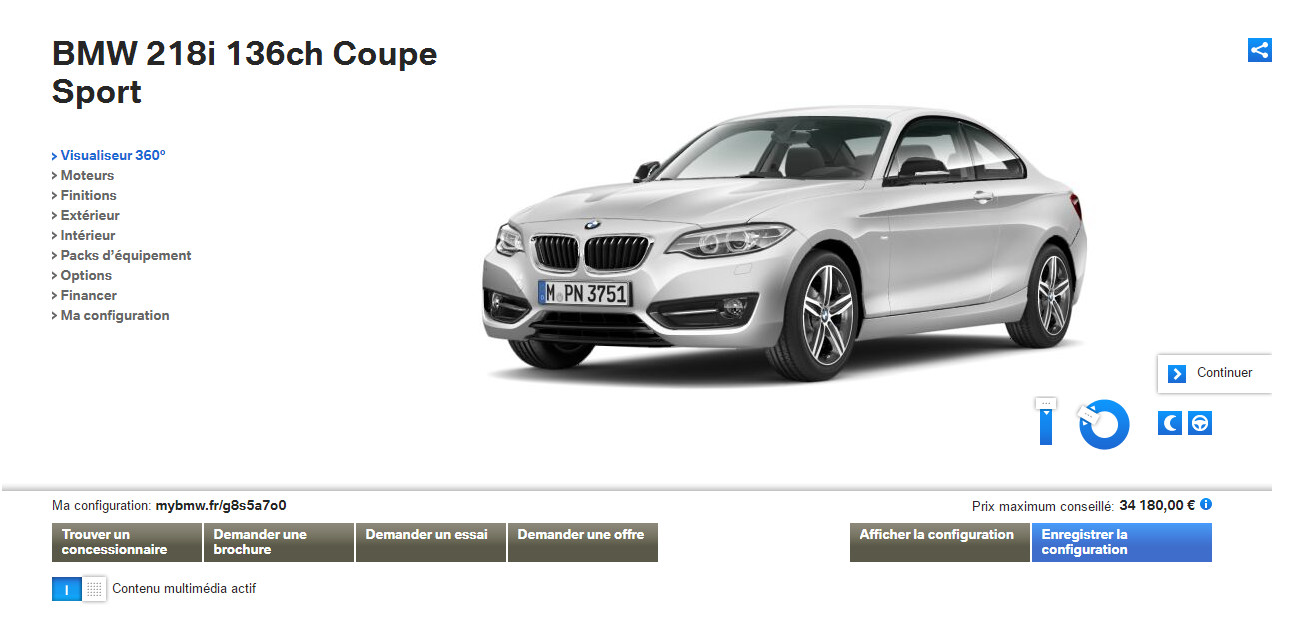 BMW 218i 136ch Coupe
Sport
Visualiseur 360°
Moteurs
Finitions
Extérieur
Intérieur
Packs d'équipement
Options
Financer
Ma configuration
M PN 3751
Continuer
Ma configuration: mybmw.fr/g8s5a7o0
Prix maximum conseillé: 34 180,00 €
Trouver un
concessionnaire
Demander une
brochure
Demander un essai
Demander une offre
Afficher la configuration
Enregistrer la
configuration
Contenu multimédia actif